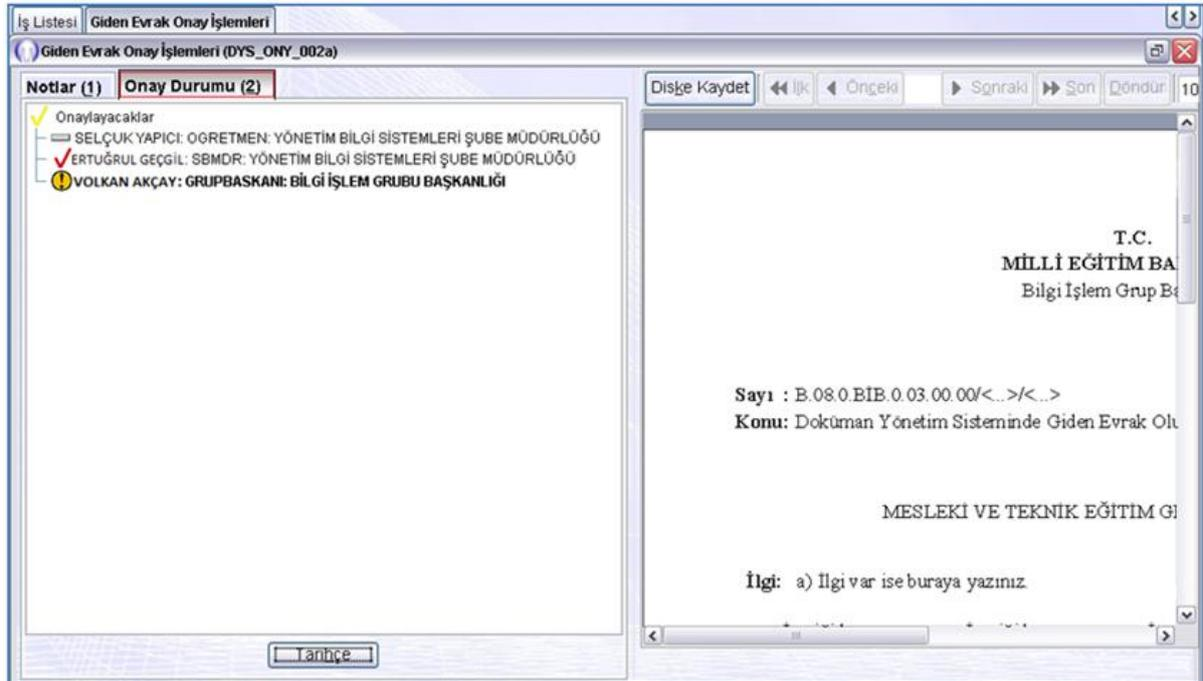 İş Listesi Giden Evrak Onay İşlemleri
Giden Evrak Onay İşlemleri (DYS_ONY_002a)
Notlar (1) Onay Durumu (2)
Onaylayacaklar
SELÇUK YAPICI: OGRETMEN: YÖNETİM BİLGİ SİSTEMLERİ ŞUBE MÜDÜRLÜĞÜ
ERTUĞRUL GEÇGİL: SBMDR: YÖNETİM BİLGİ SİSTEMLERİ ŞUBE MÜDÜRLÜĞÜ
VOLKAN AKÇAY: GRUPBASKANI: BİLGİ İŞLEM GRUBU BAŞKANLIĞI
Tarihçe
Diske Kaydet İlk Önceki Sonraki Son Döndür 10
T.C.
MİLLİ EĞİTİM BA
Bilgi İşlem Grup Ba
Sayı : B.08.0.BİB.0.03.00.00/<...>/<...>
Konu: Doküman Yönetim Sisteminde Giden Evrak Olu
MESLEKİ VE TEKNİK EĞİTİM GE
İlgi: a) İlgi var ise buraya yazınız.